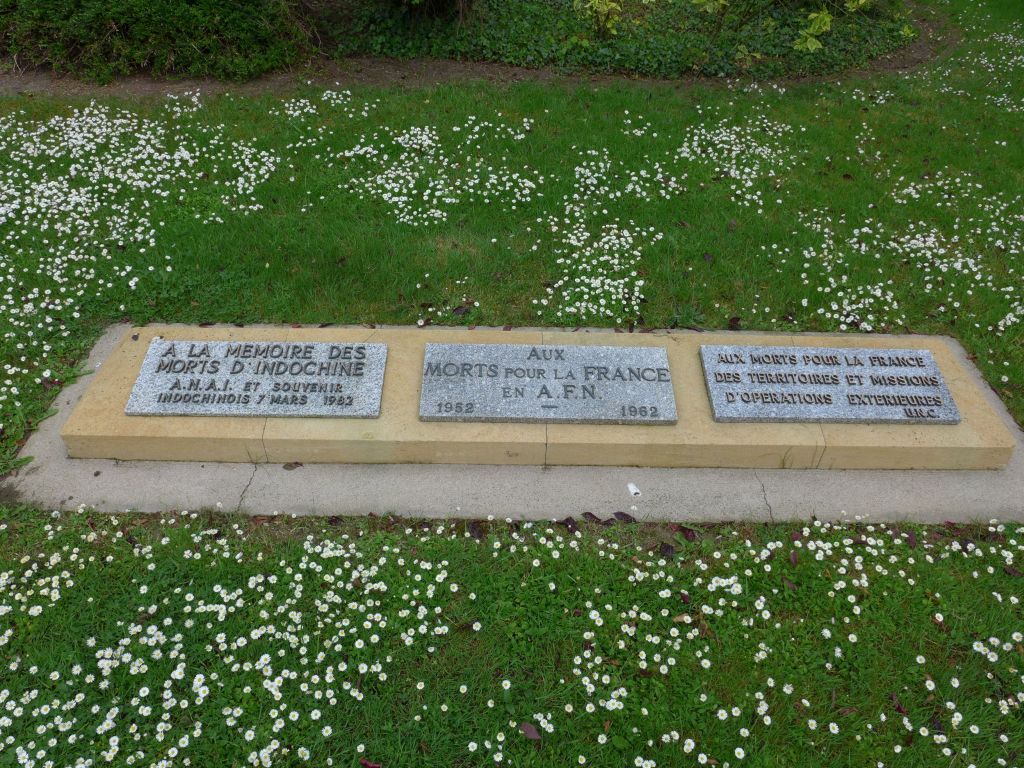 A LA MEMOIRE DES
MORTS D'INDOCHINE
A.N.A.I. ET SOUVENIR
INDOCHINOIS 7 MARS 1982
AUX
MORTS POUR LA FRANCE
EN A.F.N.
1952 — 1962
AUX MORTS POUR LA FRANCE
DES TERRITOIRES ET MISSIONS
D'OPERATIONS EXTERIEURES
U.N.C.